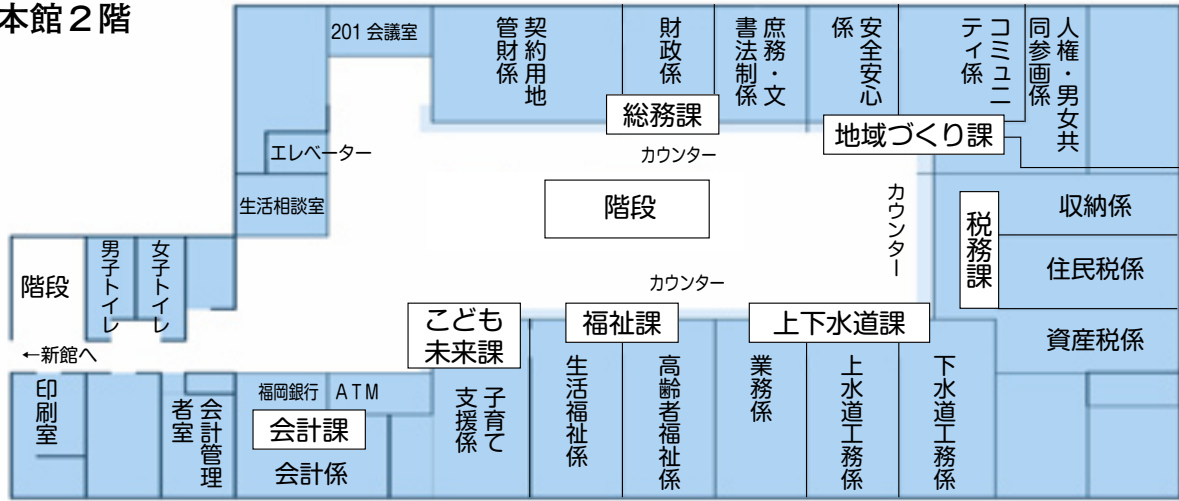 本館２階
201 会議室
契約用地
管財係
財政係
庶務・文
書法制係
安全安心
係
コミュニ
ティ係
人権・男女共
同参画係
総務課
地域づくり課
エレベーター
カウンター
生活相談室
階段
カウンター
税務課
収納係
住民税係
資産税係
階段
男子トイレ
女子トイレ
カウンター
こども
未来課
福祉課
上下水道課
←新館へ
印刷室
会計管理
者室
福岡銀行
ATM
会計課
会計係
子育て
支援係
生活福祉係
高齢者福祉係
業務係
上水道工務係
下水道工務係